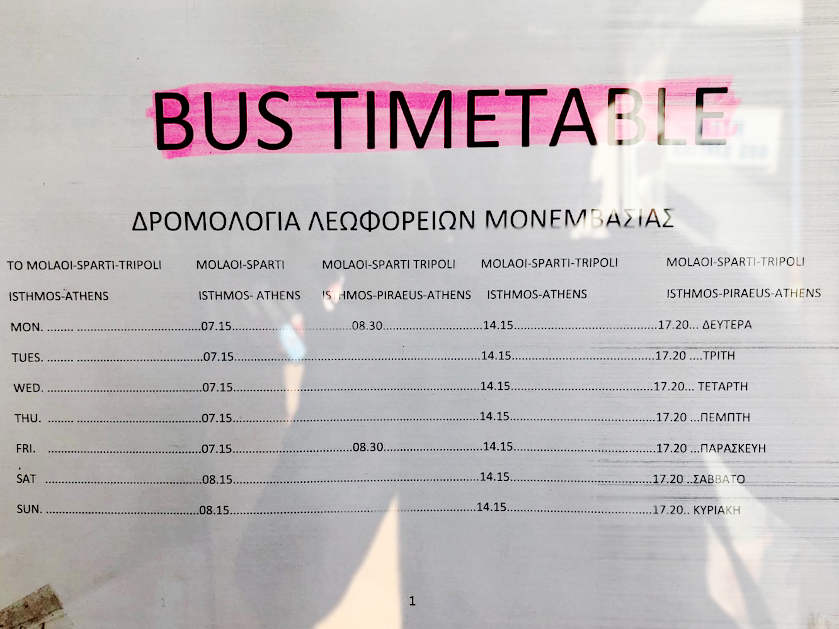 BUS TIMETABLE
ΔΡΟΜΟΛΟΓΙΑ ΛΕΩΦΟΡΕΙΩΝ ΜΟΝΕΜΒΑΣΙΑΣ
TO MOLAOI-SPARTI-TRIPOLI MOLAOI-SPARTI MOLAOI-SPARTI TRIPOLI MOLAOI-SPARTI-TRIPOLI MOLAOI-SPARTI-TRIPOLI
ISTHMOS-ATHENS ISTHMOS- ATHENS ISTHMOS-PIRAEUS-ATHENS ISTHMOS-ATHENS ISTHMOS-PIRAEUS-ATHENS
MON. ........ ......................................07.15....................................08.30.............................14.15..........................................17.20... ΔΕΥΤΕΡΑ
TUES. ........ ......................................07.15......................................................................14.15..........................................17.20 ....ΤΡΙΤΗ
WED. ........ ......................................07.15......................................................................14.15..........................................17.20... ΤΕΤΑΡΤΗ
THU. ........ ......................................07.15......................................................................14.15..........................................17.20 ...ΠΕΜΠΤΗ
FRI. ........ ......................................07.15....................................08.30.............................14.15..........................................17.20 ...ΠΑΡΑΣΚΕΥΗ
SAT ...............................................08.15......................................................................14.15..........................................17.20 ..ΣΑΒΒΑΤΟ
SUN. ...............................................08.15......................................................................14.15..........................................17.20.. ΚΥΡΙΑΚΗ
1